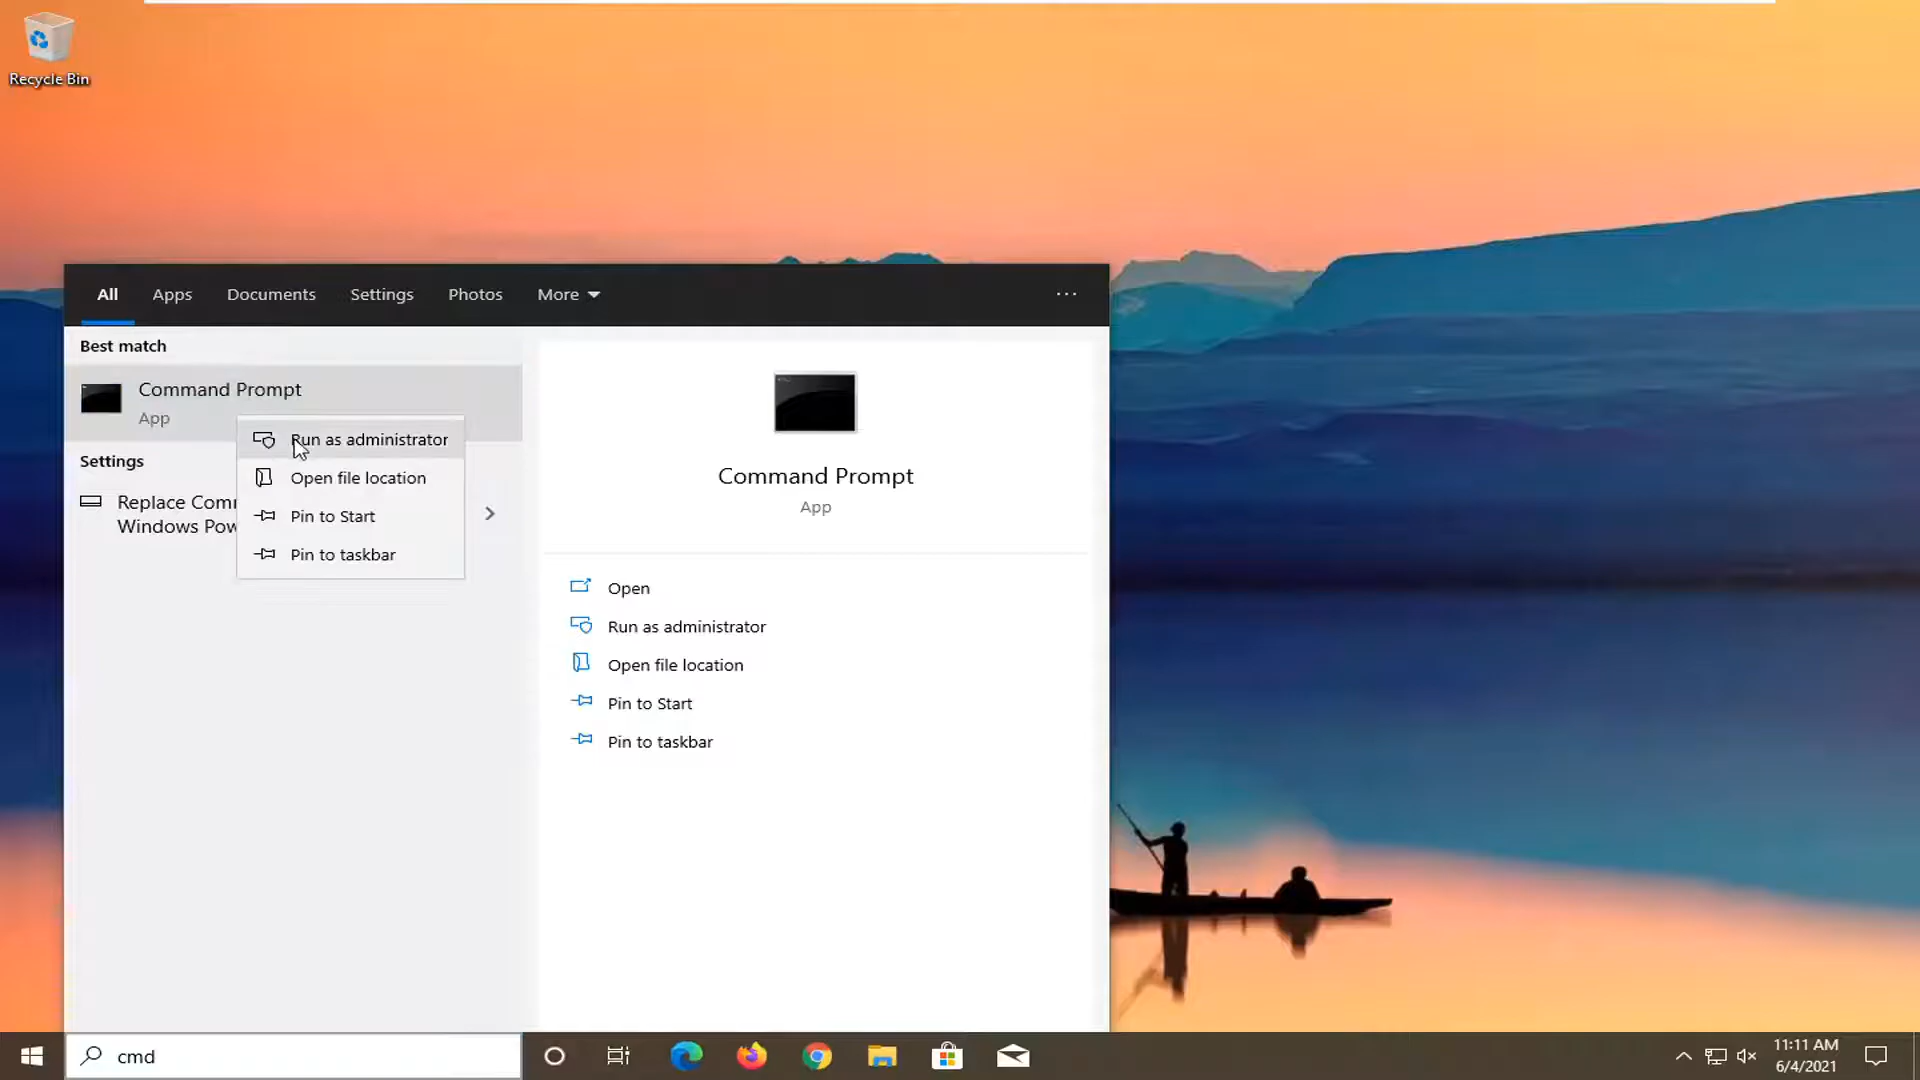 Recycle Bin
All Apps Documents Settings Photos More
Best match
Command Prompt
App
Run as administrator
Settings
Open file location
Replace Com
Windows Pow
Pin to Start
Pin to taskbar
Command Prompt
App
Open
Run as administrator
Open file location
Pin to Start
Pin to taskbar
cmd
11:11 AM
6/4/2021